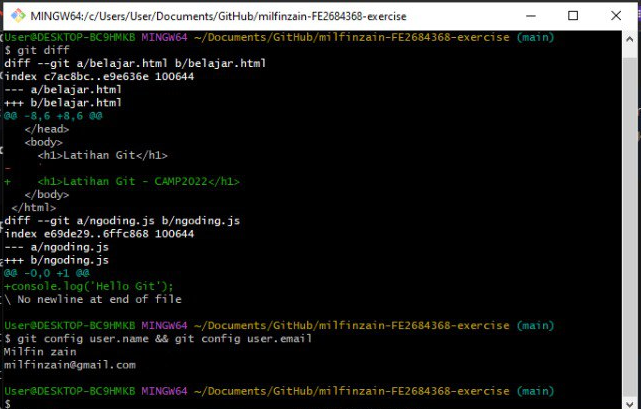 MINGW64:/c/Users/User/Documents/GitHub/milfinzain-FE2684368-exercise
User@DESKTOP-BC9HMKB MINGW64 ~/Documents/GitHub/milfinzain-FE2684368-exercise (main)
$ git diff
diff --git a/belajar.html b/belajar.html
index c7ac8bc..e9e636e 100644
--- a/belajar.html
+++ b/belajar.html
@@ -8,6 +8,6 @@
   </head>
   <body>
     <h1>Latihan Git</h1>
-
+    <h1>Latihan Git - CAMP2022</h1>
   </body>
 </html>
diff --git a/ngoding.js b/ngoding.js
index e69de29..6ffc868 100644
--- a/ngoding.js
+++ b/ngoding.js
@@ -0,0 +1 @@
+console.log('Hello Git');
\ No newline at end of file
User@DESKTOP-BC9HMKB MINGW64 ~/Documents/GitHub/milfinzain-FE2684368-exercise (main)
$ git config user.name && git config user.email
Milfin zain
milfinzain@gmail.com
User@DESKTOP-BC9HMKB MINGW64 ~/Documents/GitHub/milfinzain-FE2684368-exercise (main)
$